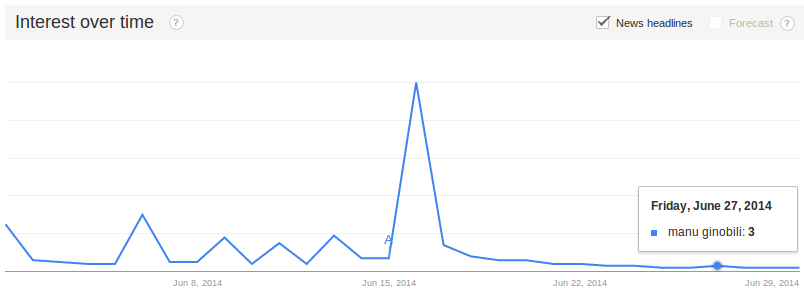 Interest over time ?
News headlines Forecast ?
A
Friday, June 27, 2014
manu ginobili: 3
Jun 8, 2014 Jun 15, 2014 Jun 22, 2014 Jun 29, 2014